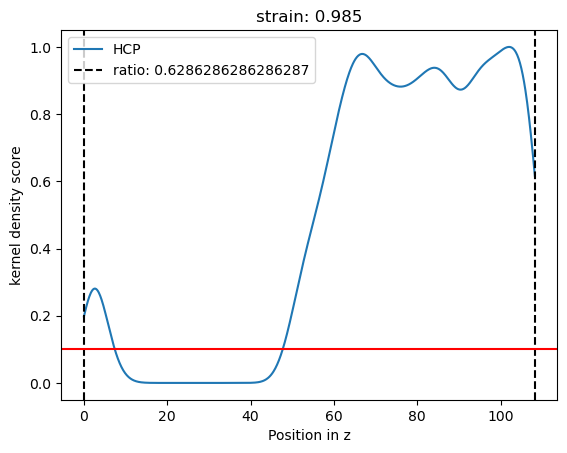 strain: 0.985
HCP
ratio: 0.6286286286286287
kernel density score
1.0
0.8
0.6
0.4
0.2
0.0
0 20 40 60 80 100
Position in z